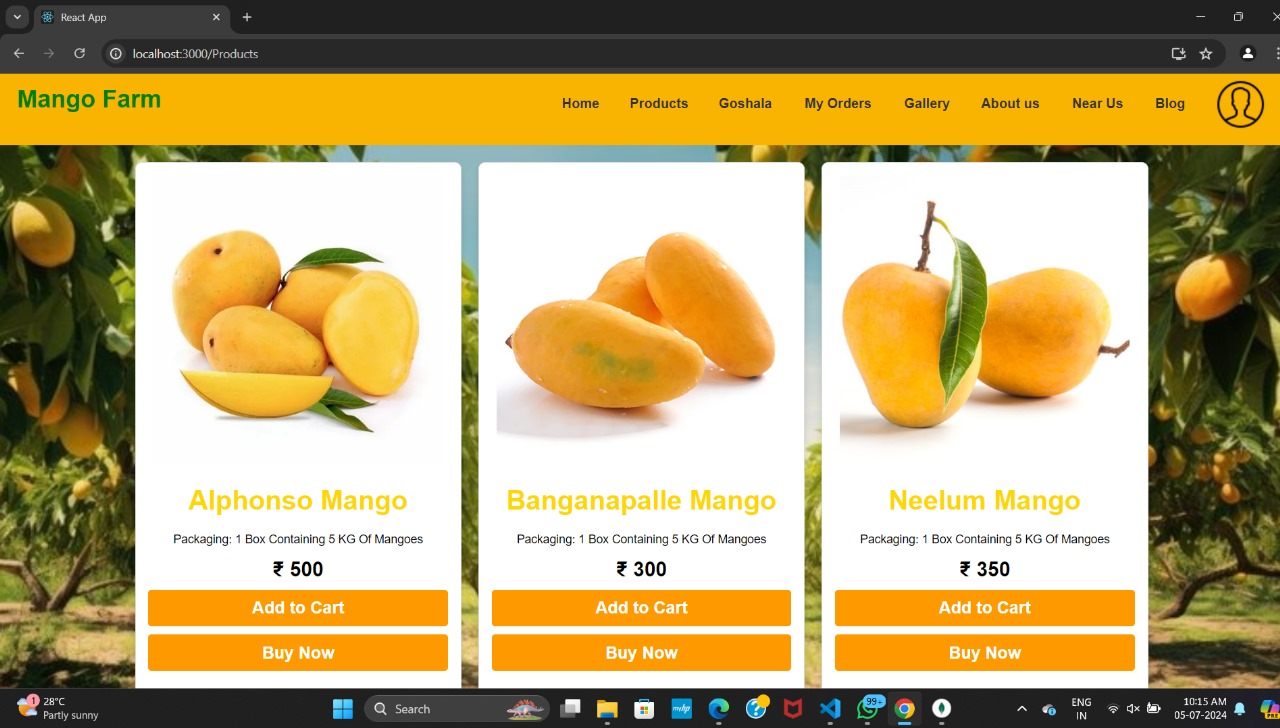 React App
localhost:3000/Products
Mango Farm
Home Products Goshala My Orders Gallery About us Near Us Blog
Alphonso Mango Banganapalle Mango Neelum Mango
Packaging: 1 Box Containing 5 KG Of Mangoes Packaging: 1 Box Containing 5 KG Of Mangoes Packaging: 1 Box Containing 5 KG Of Mangoes
₹ 500 ₹ 300 ₹ 350
Add to Cart Add to Cart Add to Cart
Buy Now Buy Now Buy Now
1 28°C Search myhp 99+ ENG 10:15 AM
Partly sunny IN 05-07-2024